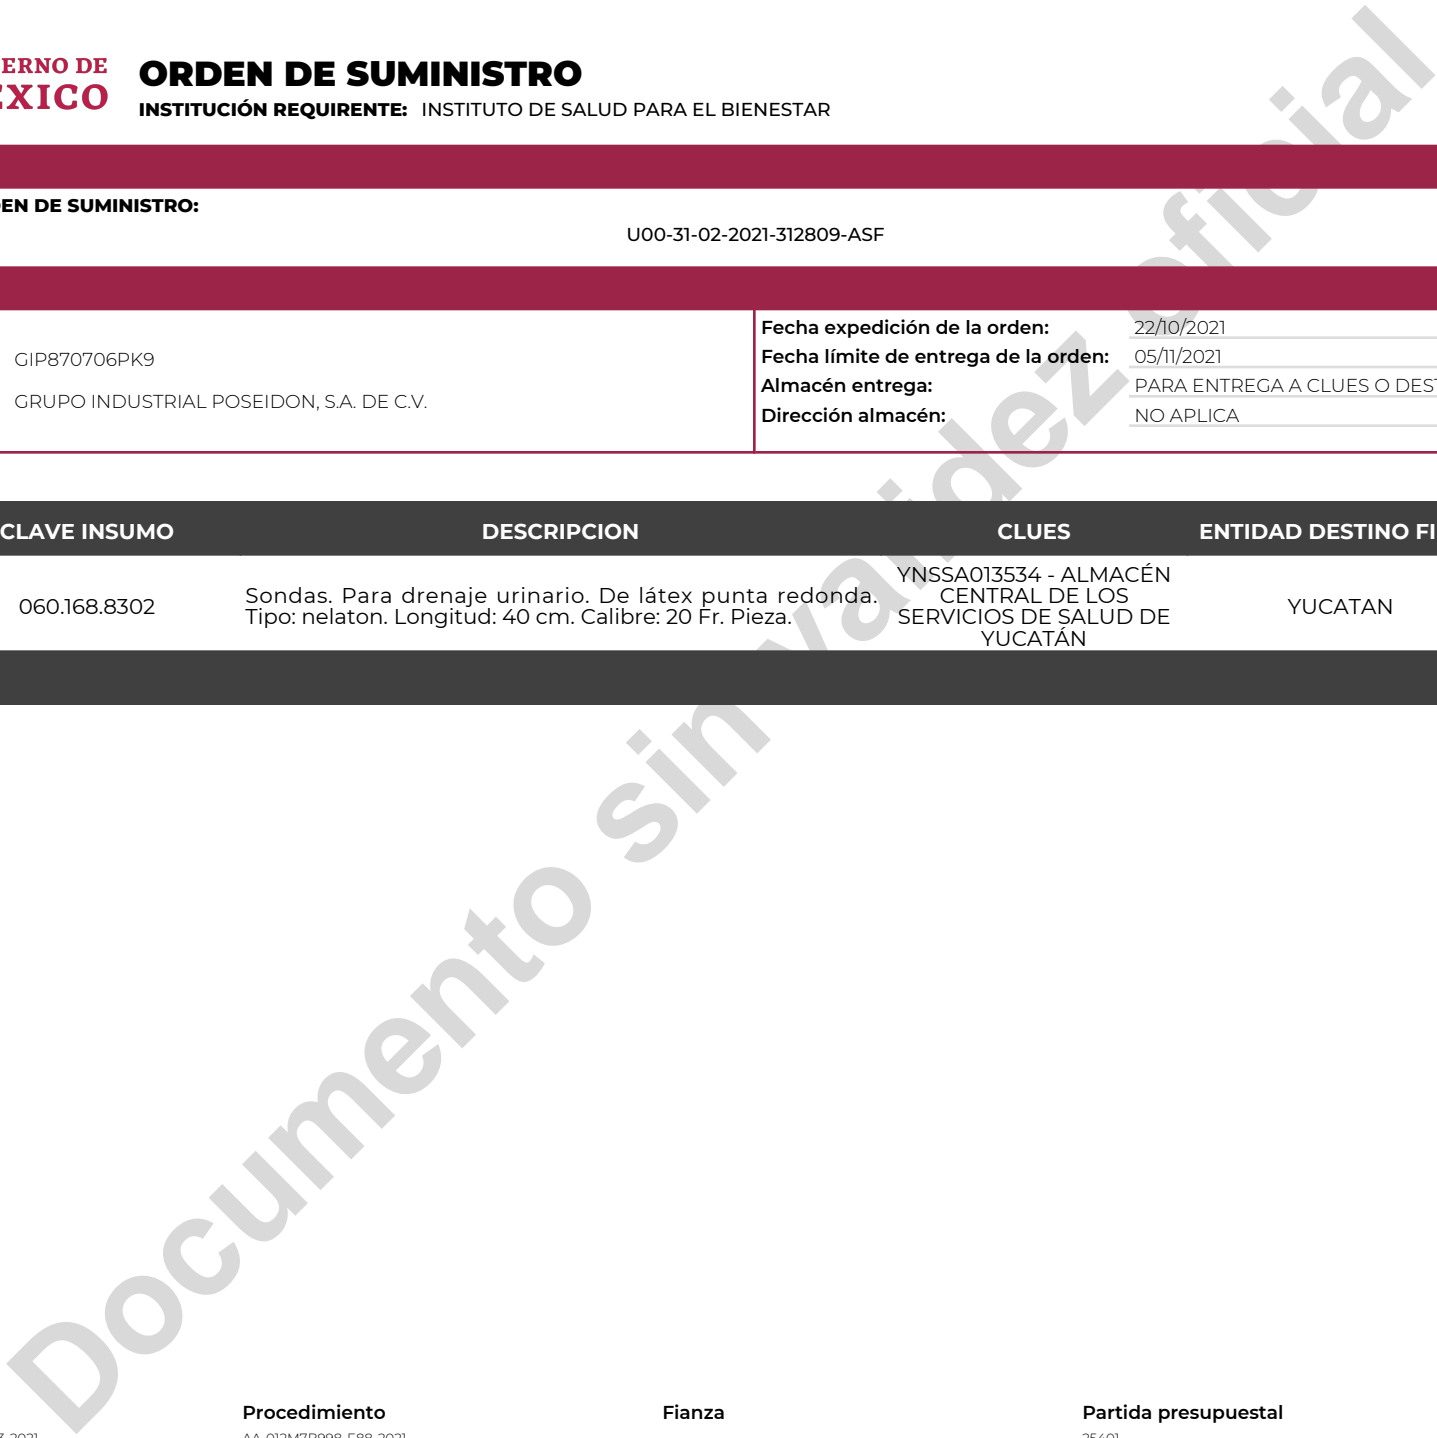 ERNO DE
EXICO
ORDEN DE SUMINISTRO
INSTITUCIÓN REQUIRENTE: INSTITUTO DE SALUD PARA EL BIENESTAR
EN DE SUMINISTRO:
U00-31-02-2021-312809-ASF
GIP870706PK9
GRUPO INDUSTRIAL POSEIDON, S.A. DE C.V.
Fecha expedición de la orden: 22/10/2021
Fecha límite de entrega de la orden: 05/11/2021
Almacén entrega: PARA ENTREGA A CLUES O DEST
Dirección almacén: NO APLICA
CLAVE INSUMO DESCRIPCION CLUES ENTIDAD DESTINO FI
060.168.8302
Sondas. Para drenaje urinario. De látex punta redonda.
Tipo: nelaton. Longitud: 40 cm. Calibre: 20 Fr. Pieza.
YNSSA013534 - ALMACÉN
CENTRAL DE LOS
SERVICIOS DE SALUD DE
YUCATÁN
YUCATAN
Documento sin validez oficial
Procedimiento Fianza Partida presupuestal